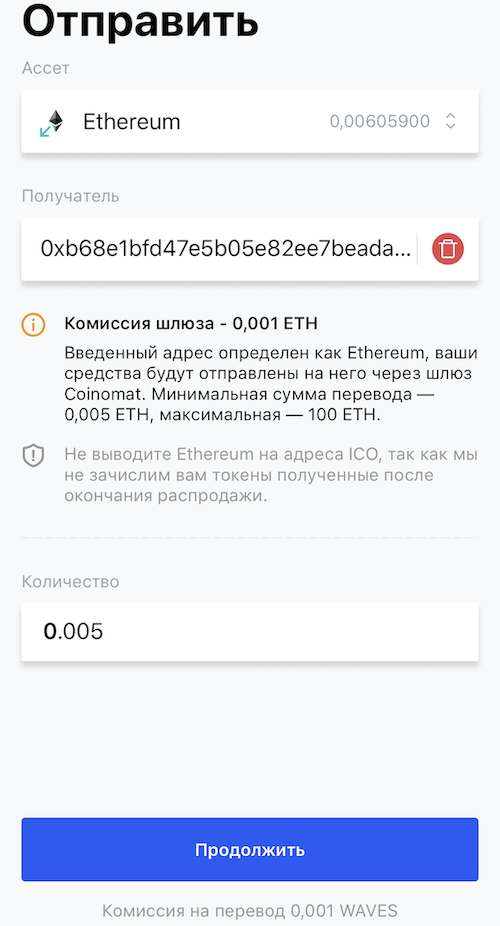 Отправить
Ассет
Ethereum 0,00605900
Получатель
0xb68e1bfd47e5b05e82ee7beada...
Комиссия шлюза - 0,001 ETH
Введенный адрес определен как Ethereum, ваши
средства будут отправлены на него через шлюз
Coinomat. Минимальная сумма перевода —
0,005 ETH, максимальная — 100 ETH.
Не выводите Ethereum на адреса ICO, так как мы
не зачислим вам токены полученные после
окончания распродажи.
Количество
0.005
Продолжить
Комиссия на перевод 0,001 WAVES